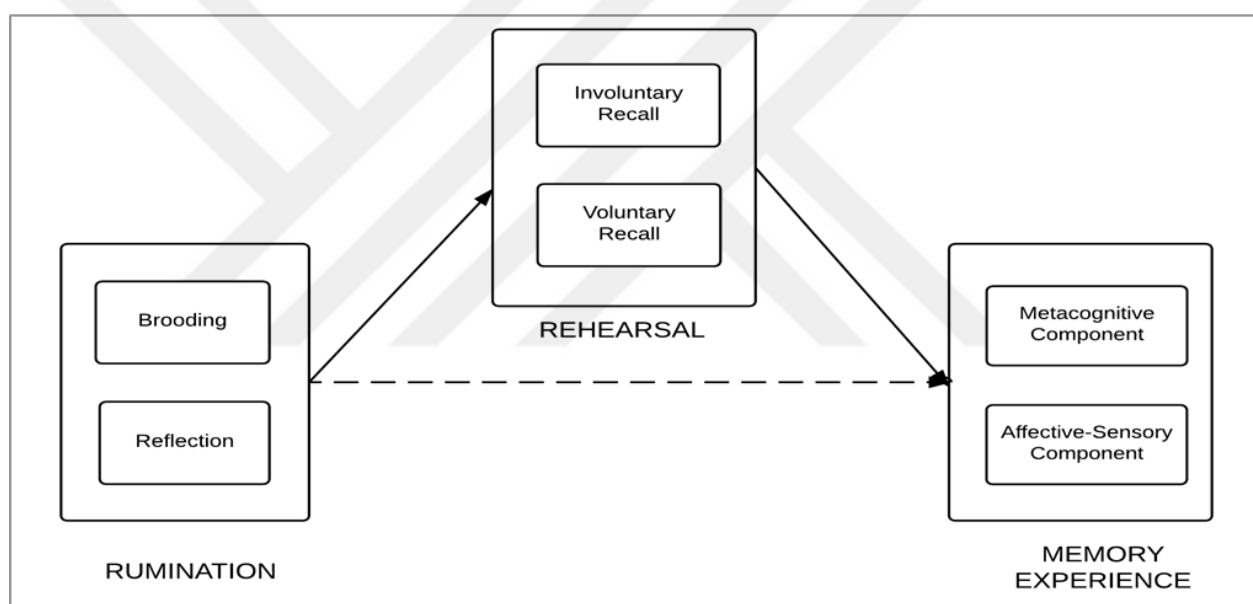 Involuntary
Recall
Voluntary
Recall
REHEARSAL
Brooding
Reflection
RUMINATION
Metacognitive
Component
Affective-Sensory
Component
MEMORY
EXPERIENCE